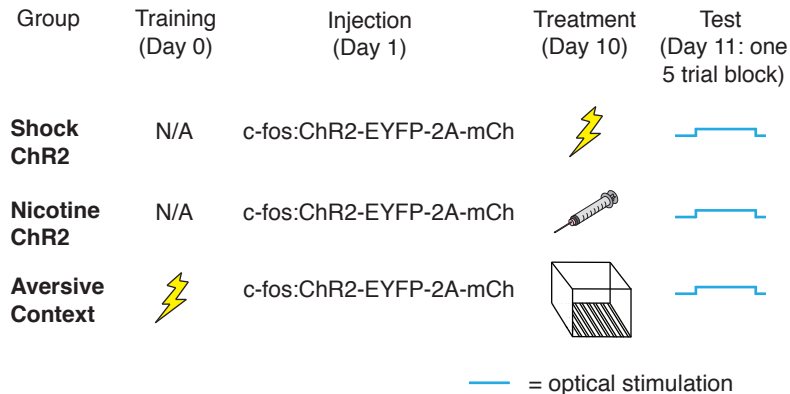 Group Training Injection Treatment Test
(Day 0) (Day 1) (Day 10) (Day 11: one
5 trial block)
Shock N/A c-fos:ChR2-EYFP-2A-mCh
ChR2
Nicotine N/A c-fos:ChR2-EYFP-2A-mCh
ChR2
Aversive c-fos:ChR2-EYFP-2A-mCh
Context
= optical stimulation